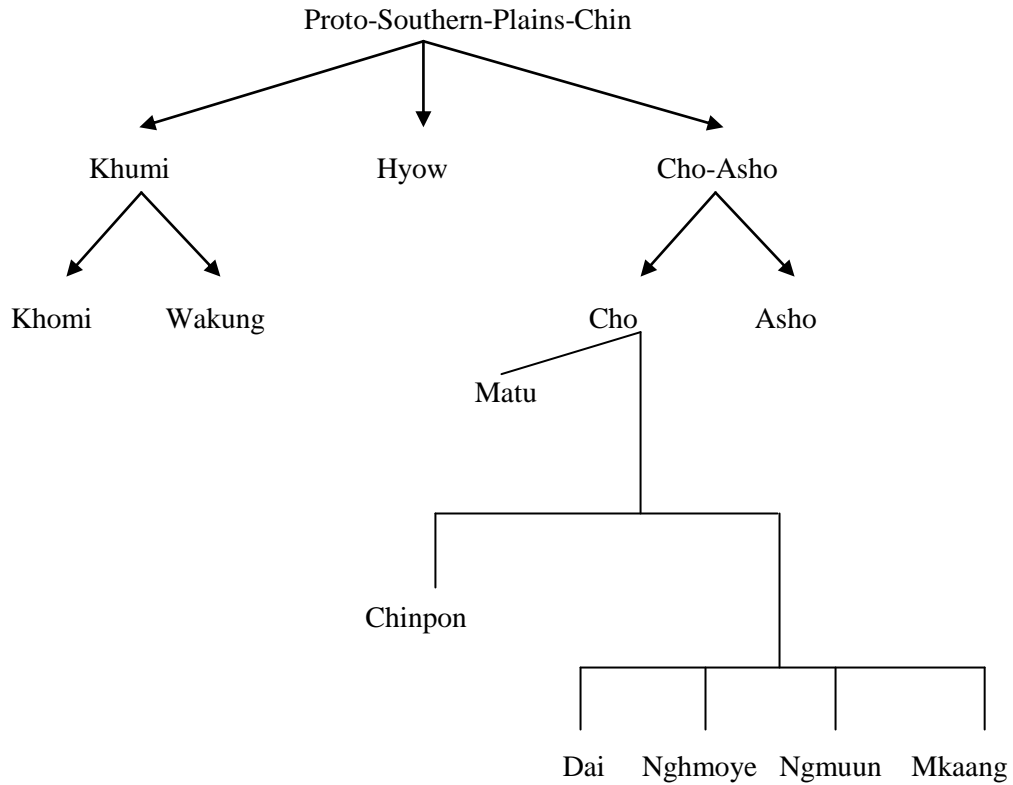 Proto-Southern-Plains-Chin
Khumi Hyow Cho-Asho
Khomi Wakung Cho Asho
Matu
Chinpon
Dai Nghmoye Ngmuun Mkaang